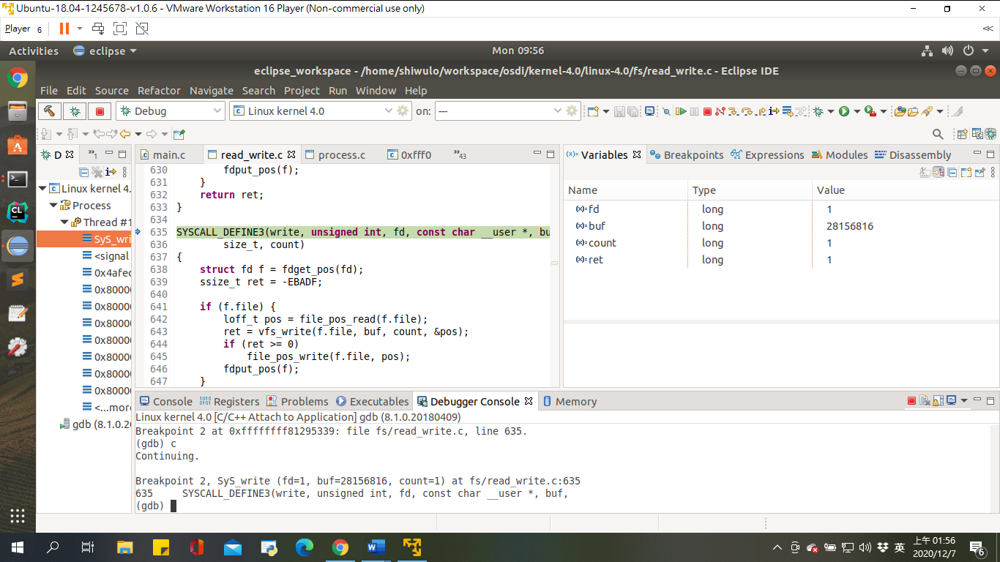 Ubuntu-18.04-1245678-v1.0.6 - VMware Workstation 16 Player (Non-commercial use only)
Player 6
Activities eclipse Mon 09:56
eclipse_workspace - /home/shiwulo/workspace/osdi/kernel-4.0/linux-4.0/fs/read_write.c - Eclipse IDE
File Edit Source Refactor Navigate Search Project Run Window Help
Debug Linux kernel 4.0 on: ---
D »1
Linux kernel 4.
Process
Thread #1
SyS_wri
<signal
0x4afec
0x8000
0x8000
0x8000
0x8000
0x8000
0x8000
0x8000
<...more
gdb (8.1.0.20
main.c read_write.c process.c 0xfff0 »43
630 fdput_pos(f);
631 }
632 return ret;
633 }
634
635 SYSCALL_DEFINE3(write, unsigned int, fd, const char __user *, bu
636 size_t, count)
637 {
638 struct fd f = fdget_pos(fd);
639 ssize_t ret = -EBADF;
640
641 if (f.file) {
642 loff_t pos = file_pos_read(f.file);
643 ret = vfs_write(f.file, buf, count, &pos);
644 if (ret >= 0)
645 file_pos_write(f.file, pos);
646 fdput_pos(f);
647 }
Variables Breakpoints Expressions Modules Disassembly
Name Type Value
fd long 1
buf long 28156816
count long 1
ret long 1
Console Registers Problems Executables Debugger Console Memory
Linux kernel 4.0 [C/C++ Attach to Application] gdb (8.1.0.20180409)
Breakpoint 2 at 0xffffffff81295339: file fs/read_write.c, line 635.
(gdb) c
Continuing.
Breakpoint 2, SyS_write (fd=1, buf=28156816, count=1) at fs/read_write.c:635
635 SYSCALL_DEFINE3(write, unsigned int, fd, const char __user *, buf,
(gdb)
英 上午 01:56
2020/12/7
6